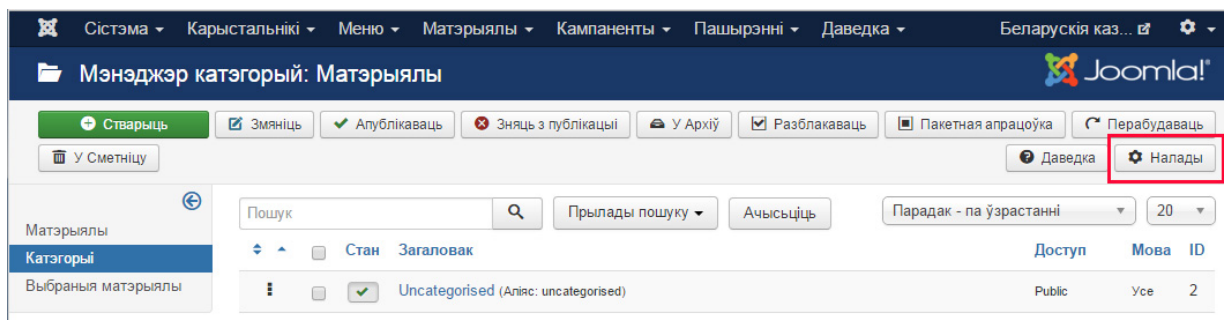 Сістэма Карыстальнікі Меню Матэрыялы Кампаненты Пашырэнні Даведка Беларускія каз...
Мэнэджэр катэгорый: Матэрыялы Joomla!®
Стварыць Змяніць Апублікаваць Зняць з публікацыі У Архіў Разблакаваць Пакетная апрацоўка Перабудаваць
У Сметніцу Даведка Налады
Пошук Прылады пошуку Ачысьціць Парадак - па ўзрастанні 20
Матэрыялы
Катэгорыі Стан Загаловак Доступ Мова ID
Выбраныя матэрыялы Uncategorised (Аліяс: uncategorised) Public Усе 2